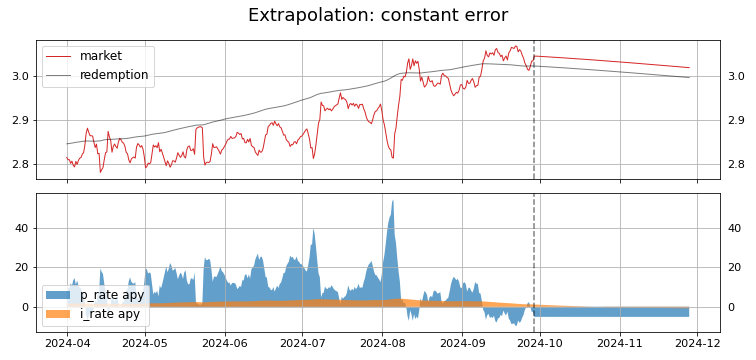 Extrapolation: constant error
market
redemption
3.0 3.0
2.9 2.9
2.8 2.8
40 40
20 20
0 0
p_rate apy
i_rate apy
2024-04 2024-05 2024-06 2024-07 2024-08 2024-09 2024-10 2024-11 2024-12